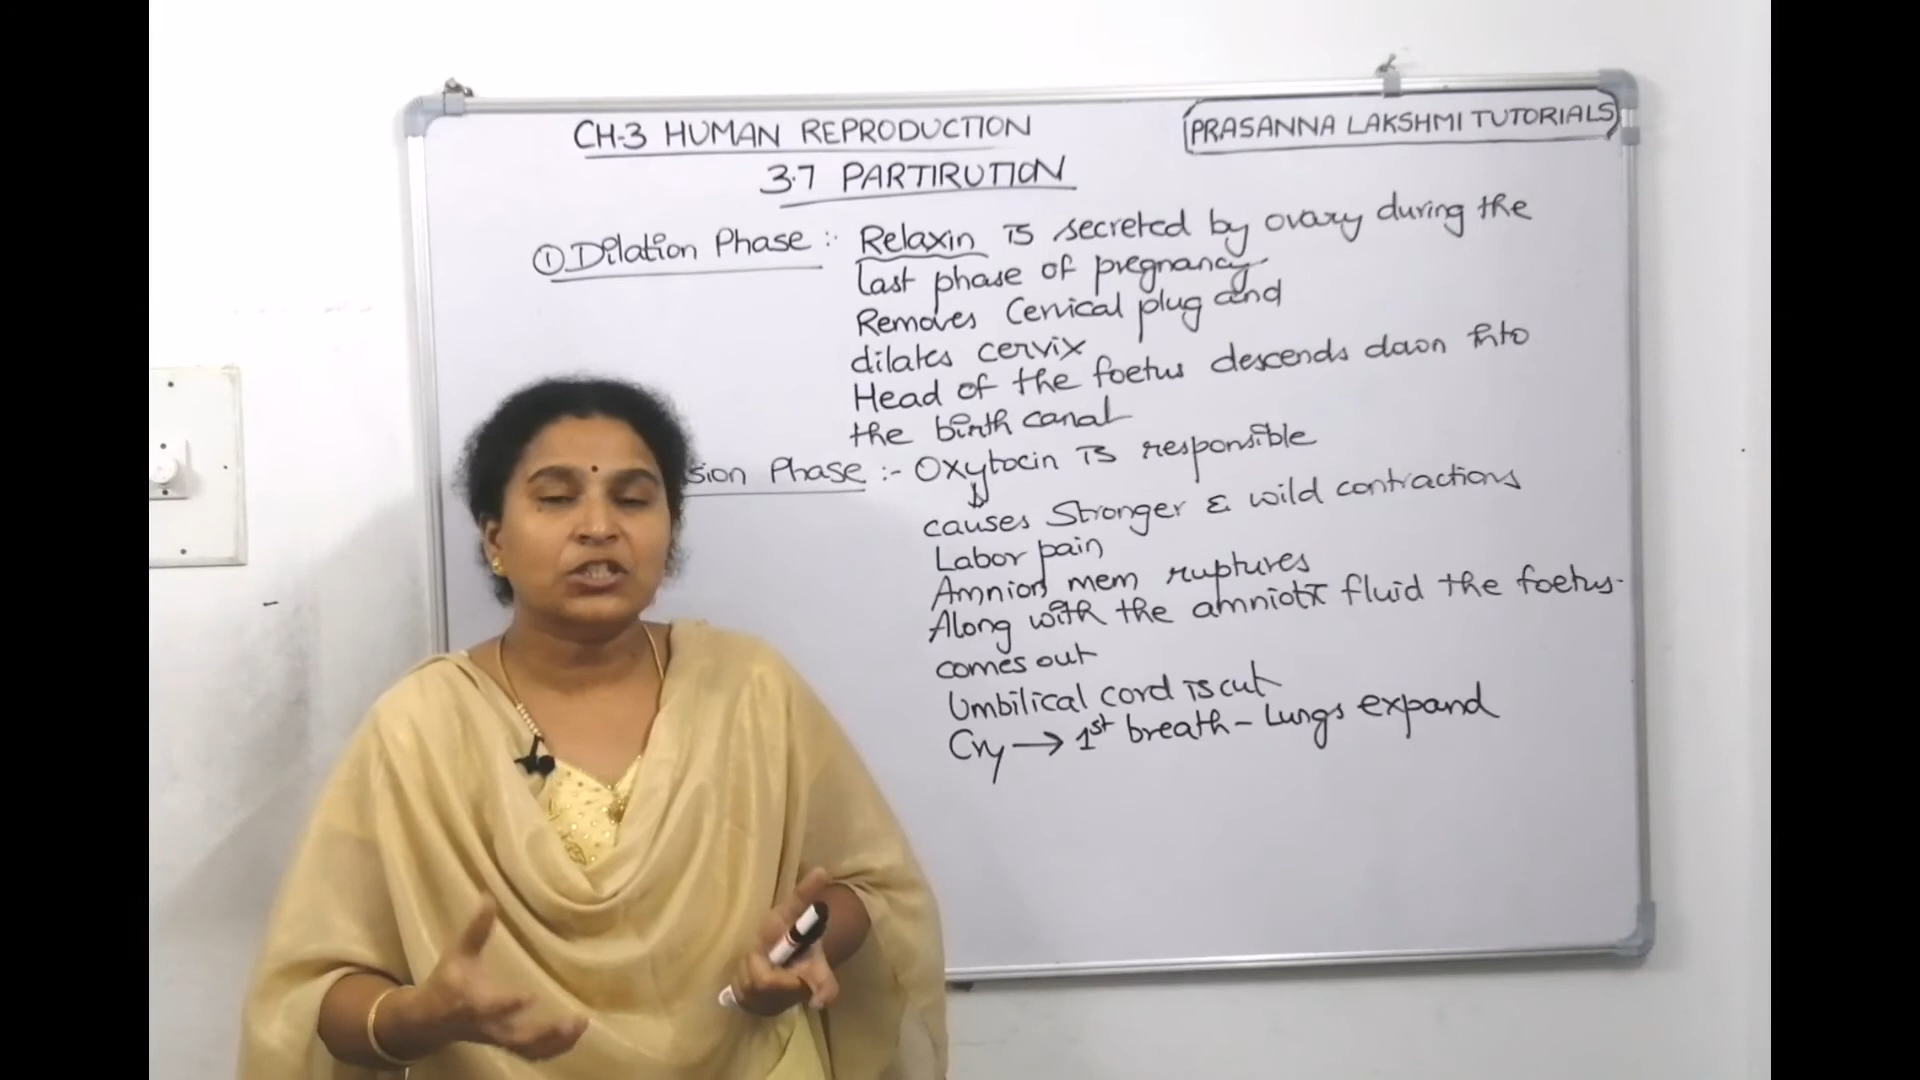 CH-3 HUMAN REPRODUCTION
PRASANNA LAKSHMI TUTORIALS
3.7 PARTIRUTION
① Dilation Phase :- Relaxin is secreted by ovary during the
last phase of pregnancy
Removes Cervical plug and
dilates cervix
Head of the foetus descends down into
the birth canal
sion Phase :- Oxytocin is responsible
causes Stronger & wild contractions
Labor pain
Amnion mem ruptures
Along with the amniotic fluid the foetus
comes out
Umbilical cord is cut
Cry → 1st breath - Lungs expand